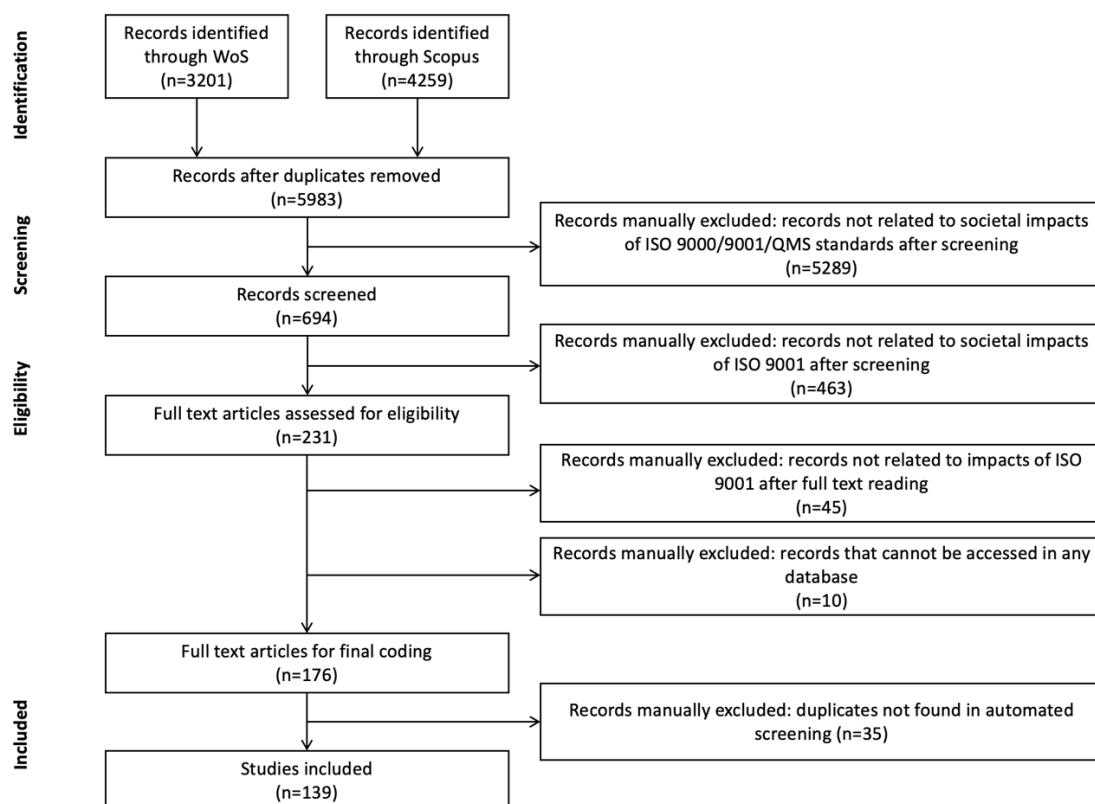 Identification
Records identified
through WoS
(n=3201)
Records identified
through Scopus
(n=4259)
Records after duplicates removed
(n=5983)
Screening
Records manually excluded: records not related to societal impacts
of ISO 9000/9001/QMS standards after screening
(n=5289)
Records screened
(n=694)
Eligibility
Records manually excluded: records not related to societal impacts
of ISO 9001 after screening
(n=463)
Full text articles assessed for eligibility
(n=231)
Records manually excluded: records not related to impacts of ISO
9001 after full text reading
(n=45)
Records manually excluded: records that cannot be accessed in any
database
(n=10)
Full text articles for final coding
(n=176)
Included
Records manually excluded: duplicates not found in automated
screening (n=35)
Studies included
(n=139)